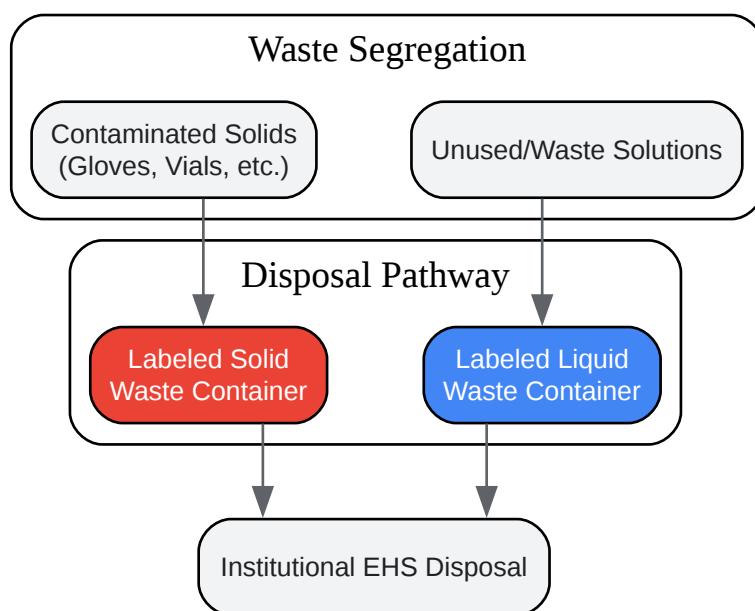 Waste Segregation
Contaminated Solids
(Gloves, Vials, etc.)
Unused/Waste Solutions
Disposal Pathway
Labeled Solid
Waste Container
Labeled Liquid
Waste Container
Institutional EHS Disposal